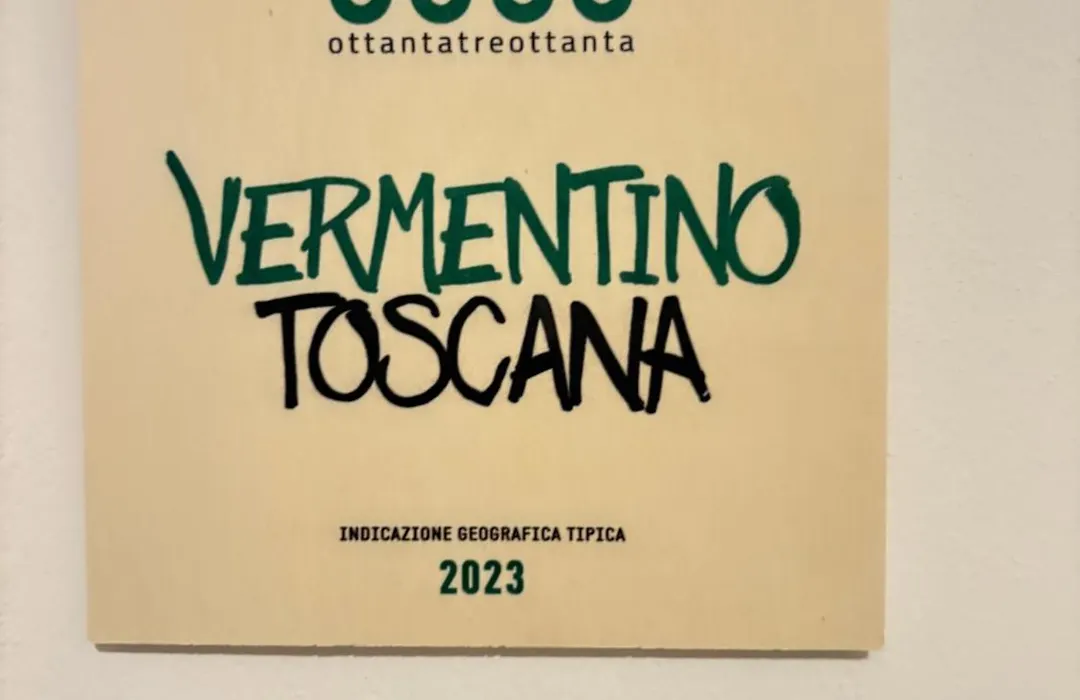 ottantatreottanta
VERMENTINO
TOSCANA
INDICAZIONE GEOGRAFICA TIPICA
2023